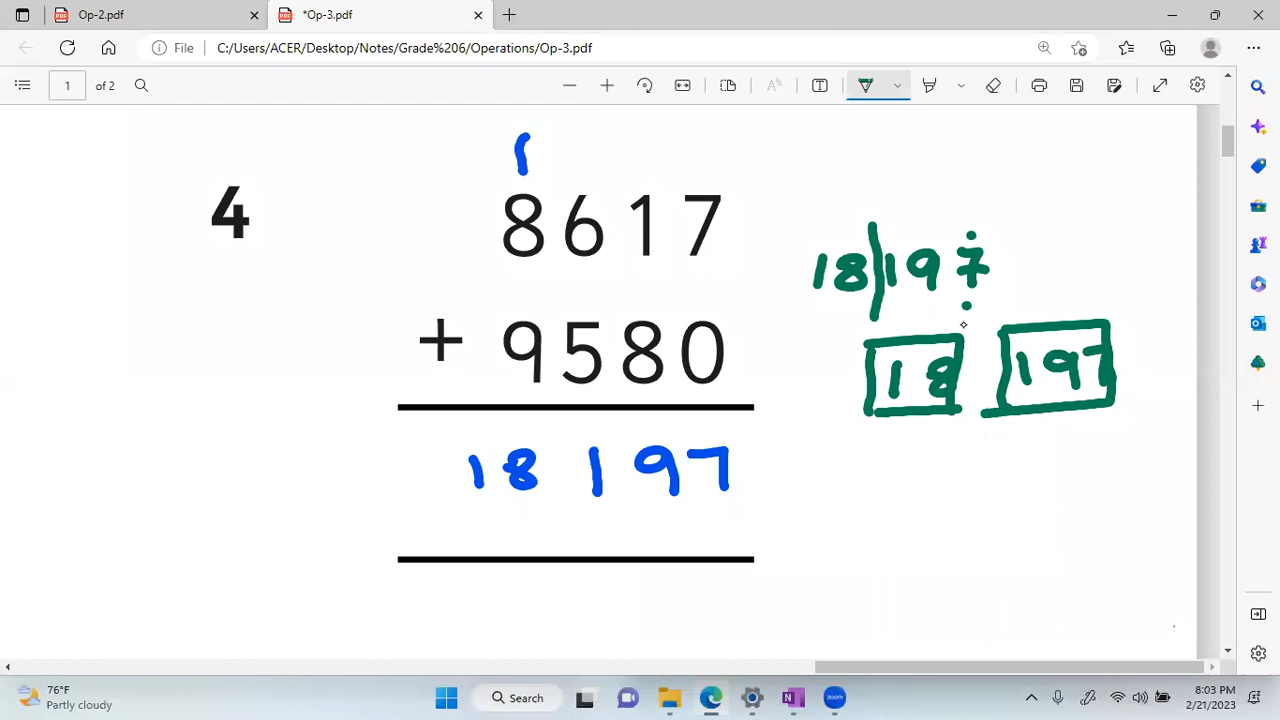 Op-2.pdf
*Op-3.pdf
File C:/Users/ACER/Desktop/Notes/Grade%206/Operations/Op-3.pdf
1 of 2
1
4 8617
+ 9580
18197
18|197
18 197
76°F
Partly cloudy
Search
8:03 PM
2/21/2023